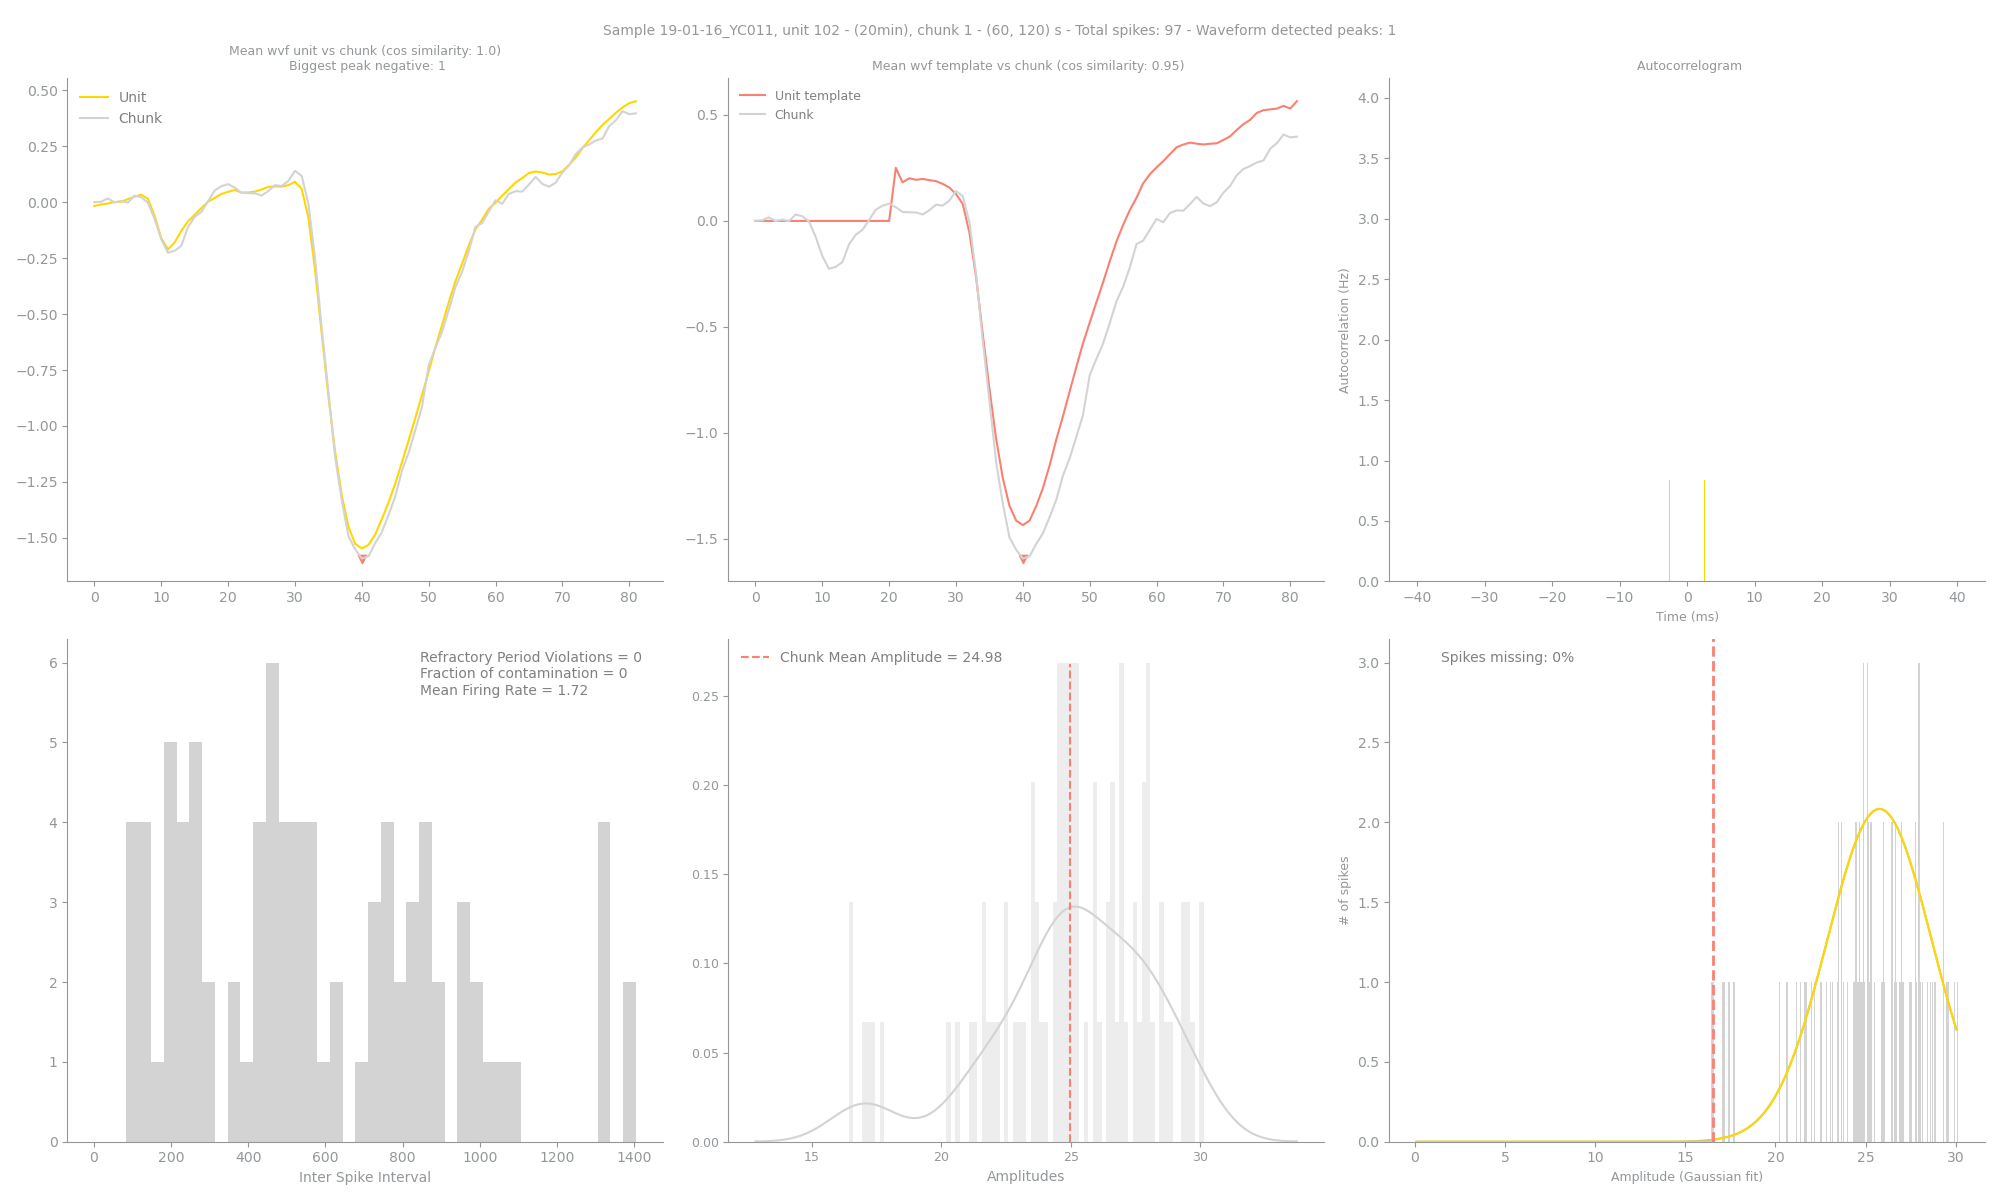 Sample 19-01-16_YC011, unit 102 - (20min), chunk 1 - (60, 120) s - Total spikes: 97 - Waveform detected peaks: 1
Mean wvf unit vs chunk (cos similarity: 1.0)
Biggest peak negative: 1
Unit
Chunk
0.50
0.25
0.00
−0.25
−0.50
−0.75
−1.00
−1.25
−1.50
0 10 20 30 40 50 60 70 80
Mean wvf template vs chunk (cos similarity: 0.95)
Unit template
Chunk
0.5
0.0
−0.5
−1.0
−1.5
0 10 20 30 40 50 60 70 80
Autocorrelogram
Autocorrelation (Hz)
4.0
3.5
3.0
2.5
2.0
1.5
1.0
0.5
0.0
−40 −30 −20 −10 0 10 20 30 40
Time (ms)
Refractory Period Violations = 0
Fraction of contamination = 0
Mean Firing Rate = 1.72
6
5
4
3
2
1
0
0 200 400 600 800 1000 1200 1400
Inter Spike Interval
Chunk Mean Amplitude = 24.98
0.25
0.20
0.15
0.10
0.05
0.00
15 20 25 30
Amplitudes
Spikes missing: 0%
# of spikes
3.0
2.5
2.0
1.5
1.0
0.5
0.0
0 5 10 15 20 25 30
Amplitude (Gaussian fit)